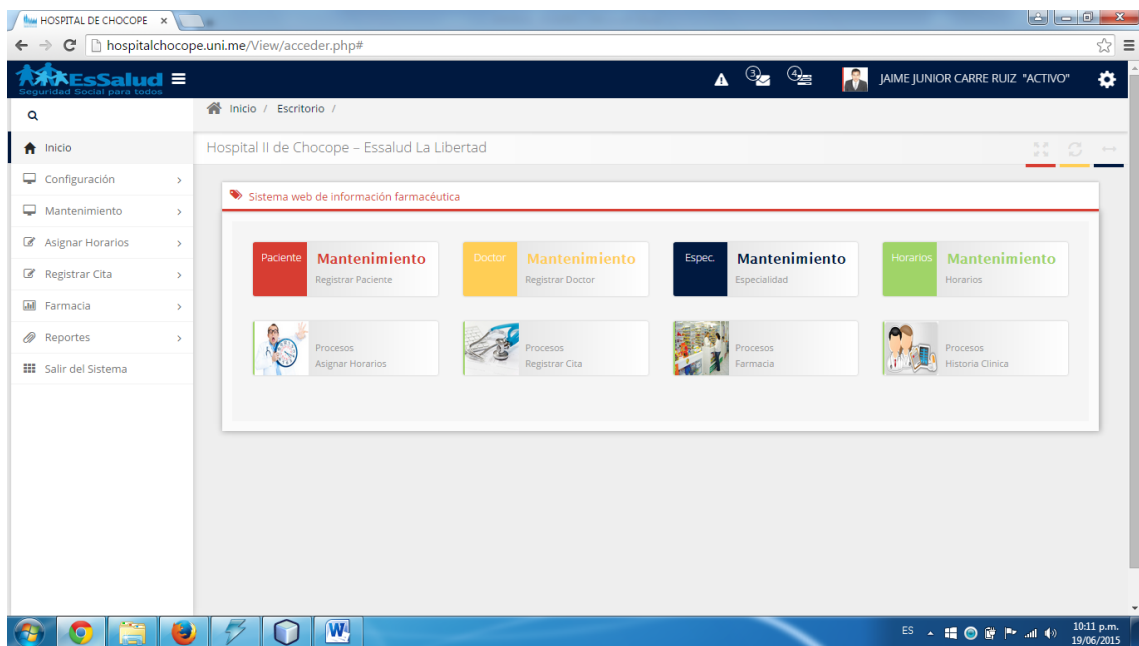 HOSPITAL DE CHOCOPE
hospitalchocope.uni.me/View/acceder.php#
EsSalud
Seguridad Social para todos
3
4
JAIME JUNIOR CARRE RUIZ "ACTIVO"
Inicio / Escritorio /
Inicio
Hospital II de Chocope – Essalud La Libertad
Configuración
Mantenimiento
Asignar Horarios
Registrar Cita
Farmacia
Reportes
Salir del Sistema
Sistema web de información farmacéutica
Paciente
Mantenimiento
Registrar Paciente
Doctor
Mantenimiento
Registrar Doctor
Espec.
Mantenimiento
Especialidad
Horarios
Mantenimiento
Horarios
Procesos
Asignar Horarios
Procesos
Registrar Cita
Procesos
Farmacia
Procesos
Historia Clinica
ES
10:11 p.m.
19/06/2015